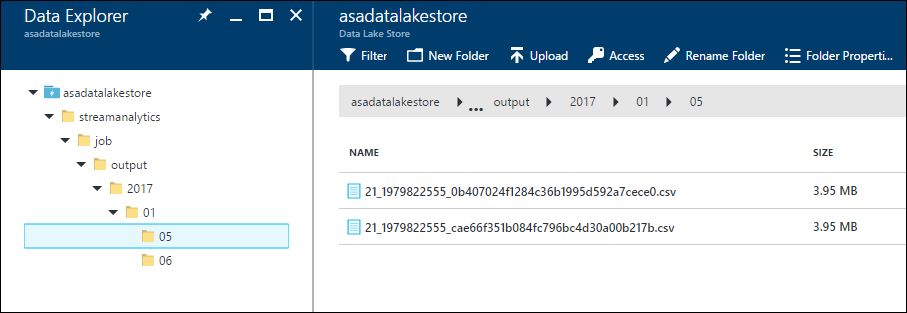 Data Explorer
asadatalakestore
asadatalakestore
streamanalytics
job
output
2017
01
05
06
asadatalakestore
Data Lake Store
Filter New Folder Upload Access Rename Folder Folder Properti...
asadatalakestore ... output 2017 01 05
NAME SIZE
21_1979822555_0b407024f1284c36b1995d592a7cece0.csv 3.95 MB
21_1979822555_cae66f351b084fc796bc4d30a00b217b.csv 3.95 MB